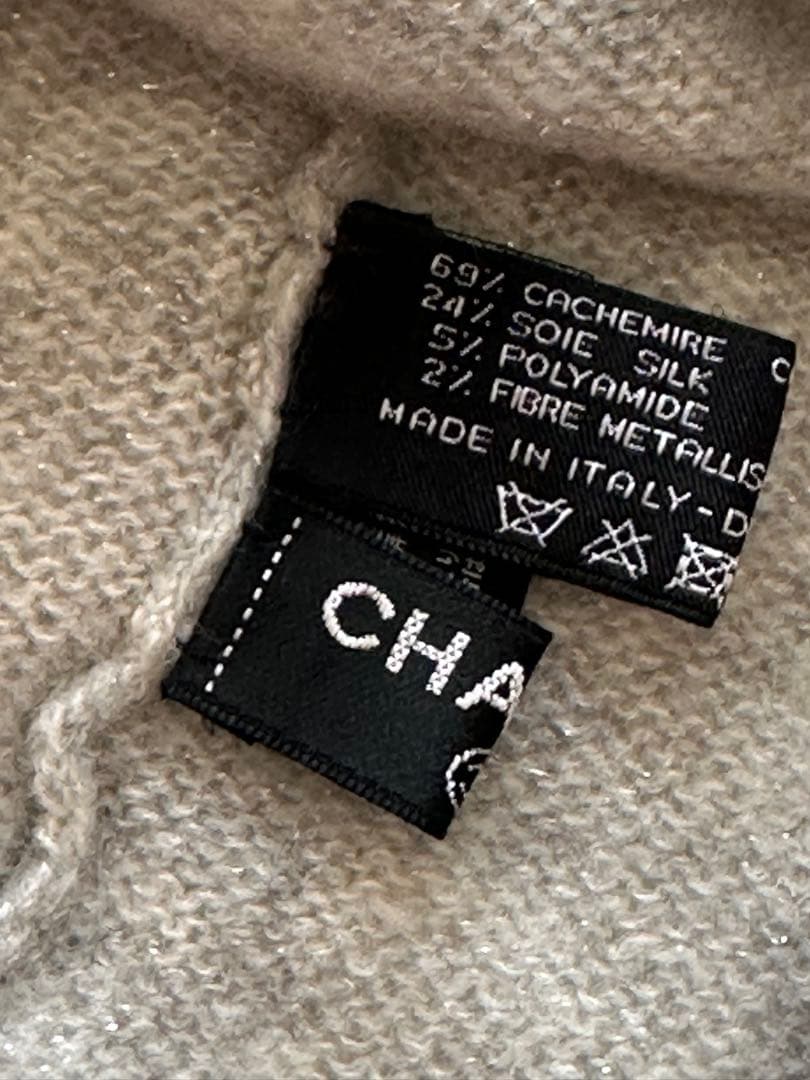 69% CACHEMIRE C
24% SOIE SILK
5% POLYAMIDE
2% FIBRE METALLIS
MADE IN ITALY-D
CHA